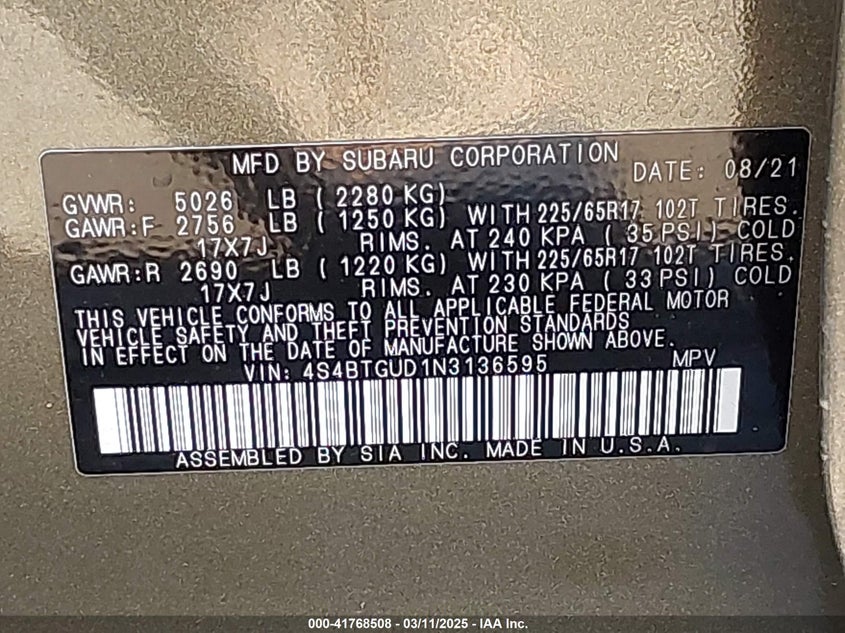 MFD BY SUBARU CORPORATION DATE: 08/21
GVWR: 5026 LB ( 2280 KG)
GAWR:F 2756 LB ( 1250 KG) WITH 225/65R17 102T TIRES.
17X7J RIMS. AT 240 KPA ( 35 PSI) COLD
GAWR:R 2690 LB ( 1220 KG) WITH 225/65R17 102T TIRES.
17X7J RIMS. AT 230 KPA ( 33 PSI) COLD
THIS VEHICLE CONFORMS TO ALL APPLICABLE FEDERAL MOTOR
VEHICLE SAFETY AND THEFT PREVENTION STANDARDS
IN EFFECT ON THE DATE OF MANUFACTURE SHOWN ABOVE.
VIN: 4S4BTGUD1N3136595 MPV
ASSEMBLED BY SIA INC. MADE IN U.S.A.
000-41768508 - 03/11/2025 - IAA Inc.